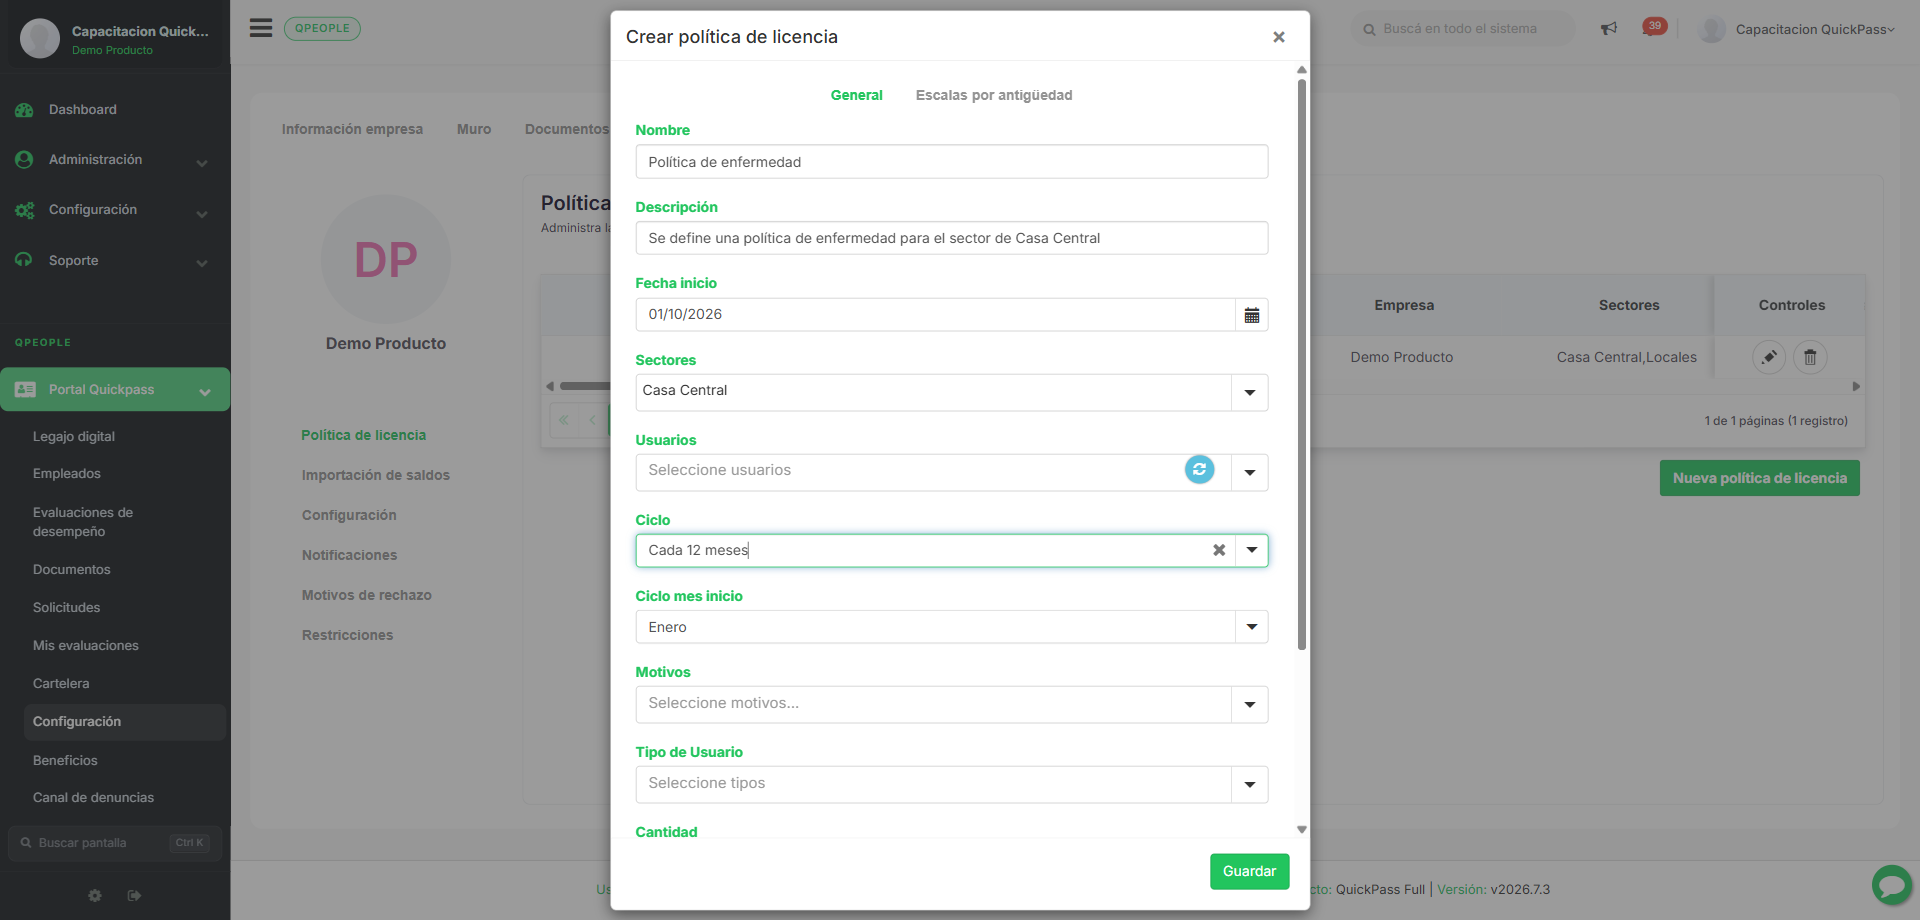 Capacitacion Quick...
Demo Producto
Dashboard
Administración
Configuración
Soporte
QPEOPLE
Portal Quickpass
Legajo digital
Empleados
Evaluaciones de
desempeño
Documentos
Solicitudes
Mis evaluaciones
Cartelera
Configuración
Beneficios
Canal de denuncias
Buscar pantalla
Ctrl K
QPEOPLE
Buscá en todo el sistema
39
Capacitacion QuickPass
Información empresa
Muro
Documentos
DP
Demo Producto
Política de licencia
Importación de saldos
Configuración
Notificaciones
Motivos de rechazo
Restricciones
Política
Administra
Empresa
Sectores
Controles
Demo Producto
Casa Central,Locales
1 de 1 páginas (1 registro)
Nueva política de licencia
Crear política de licencia
General
Escalas por antigüedad
Nombre
Política de enfermedad
Descripción
Se define una política de enfermedad para el sector de Casa Central
Fecha inicio
01/10/2026
Sectores
Casa Central
Usuarios
Seleccione usuarios
Ciclo
Cada 12 meses
Ciclo mes inicio
Enero
Motivos
Seleccione motivos...
Tipo de Usuario
Seleccione tipos
Cantidad
Guardar
QuickPass Full | Versión: v2026.7.3